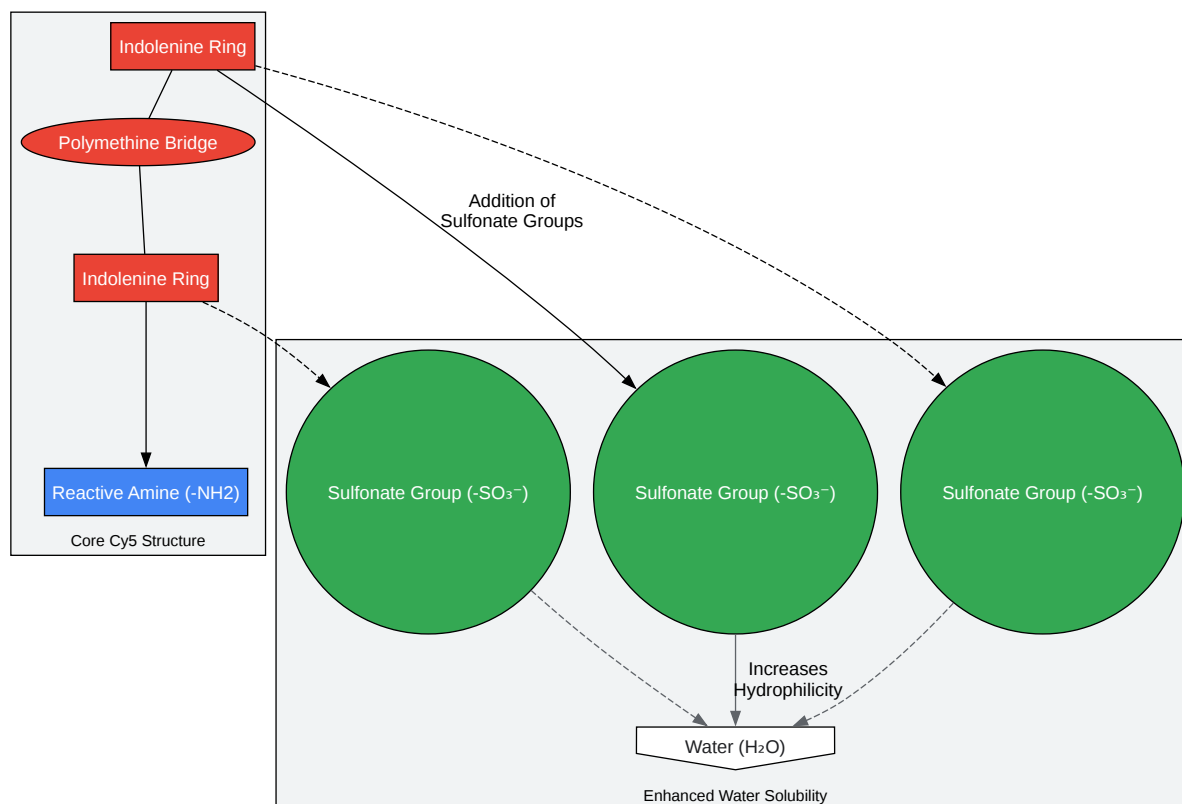 Indolenine Ring
Polymethine Bridge
Addition of
Sulfonate Groups
Indolenine Ring
Reactive Amine (-NH2)
Core Cy5 Structure
Sulfonate Group (-SO₃⁻)
Sulfonate Group (-SO₃⁻)
Sulfonate Group (-SO₃⁻)
Increases
Hydrophilicity
Water (H₂O)
Enhanced Water Solubility